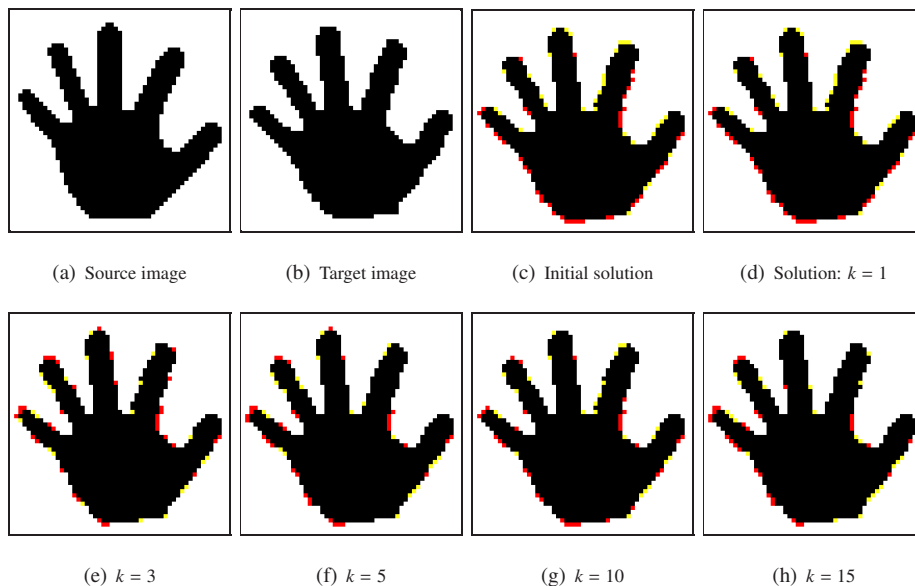 (a) Source image
(b) Target image
(c) Initial solution
(d) Solution: k = 1
(e) k = 3
(f) k = 5
(g) k = 10
(h) k = 15